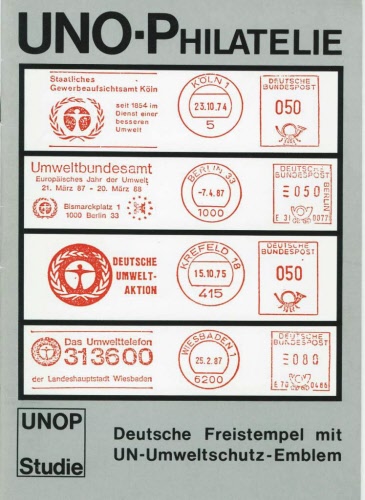 UNO-PHILATELIE
Staatliches
Gewerbeaufsichtsamt Köln
seit 1854 im
Dienst einer
besseren
Umwelt
KÖLN 1
23.10.74
5
DEUTSCHE
BUNDESPOST
050
Umweltbundesamt
Europäisches Jahr der Umwelt
21. März 87 - 20. März 88
Bismarckplatz 1
1000 Berlin 33
BERLIN 33
-7.4.87
1000
DEUTSCHE
BUNDESPOST
BERLIN
050
E 31 0077
DEUTSCHE
UMWELT-
AKTION
KREFELD 18
15.10.75
415
DEUTSCHE
BUNDESPOST
050
Das Umwelttelefon
313600
der Landeshauptstadt Wiesbaden
WIESBADEN 1
25.2.87
6200
DEUTSCHE
BUNDESPOST
080
E 70 0486
UNOP
Studie
Deutsche Freistempel mit
UN-Umweltschutz-Emblem